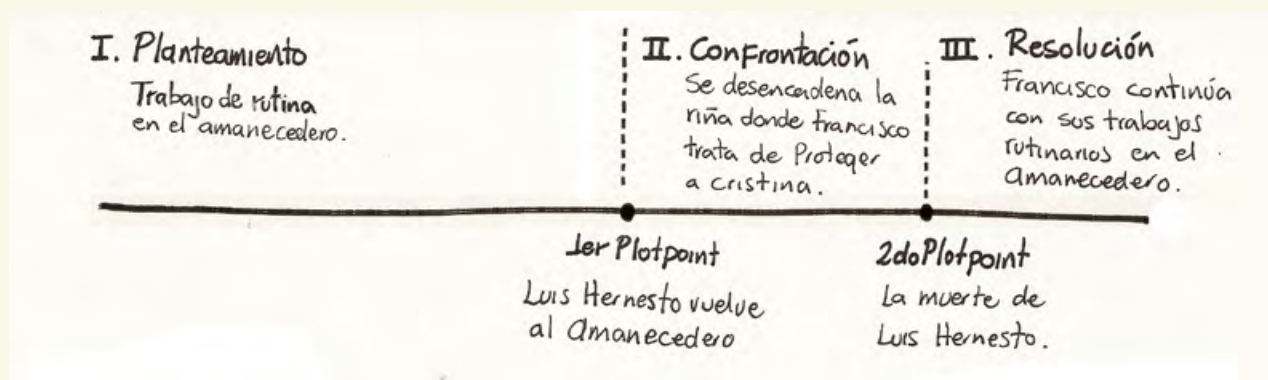 I. Planteamiento
Trabajo de rutina
en el amanecedero.
II. Confrontación
Se desencadena la
riña donde francisco
trata de Proteger
a cristina.
III. Resolución
Francisco continúa
con sus trabajos
rutinarios en el
amanecedero.
1er Plotpoint
Luis Hernesto vuelve
al amanecedero
2do Plotpoint
La muerte de
Luis Hernesto.